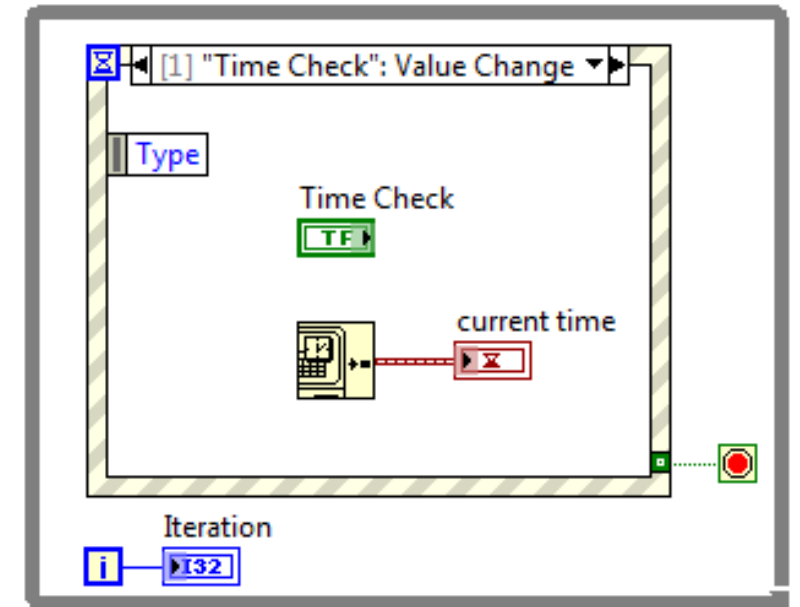 [1] "Time Check": Value Change
Type
Time Check
TF
current time
Iteration
i
I32